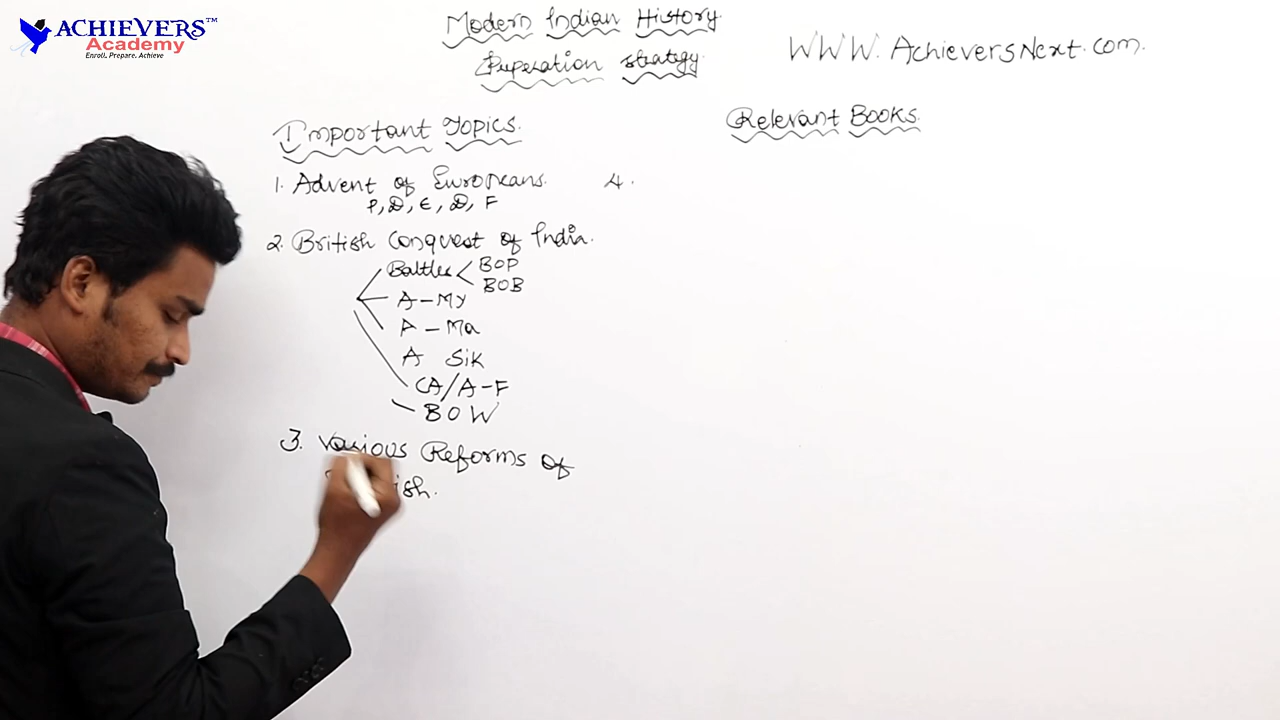 ACHIEVERS™
Academy
Enroll, Prepare, Achieve
Modern Indian History
Preperation strategy
WWW.AchieversNext.com.
Important Topics.
1. Advent of Europeans.
P, D, E, D, F
2. British Conquest of India.
Battles < BOP
BOB
A - My
A - Ma
A Sik
CA/A-F
BOW
3. Various Reforms of
4.
Relevant Books.